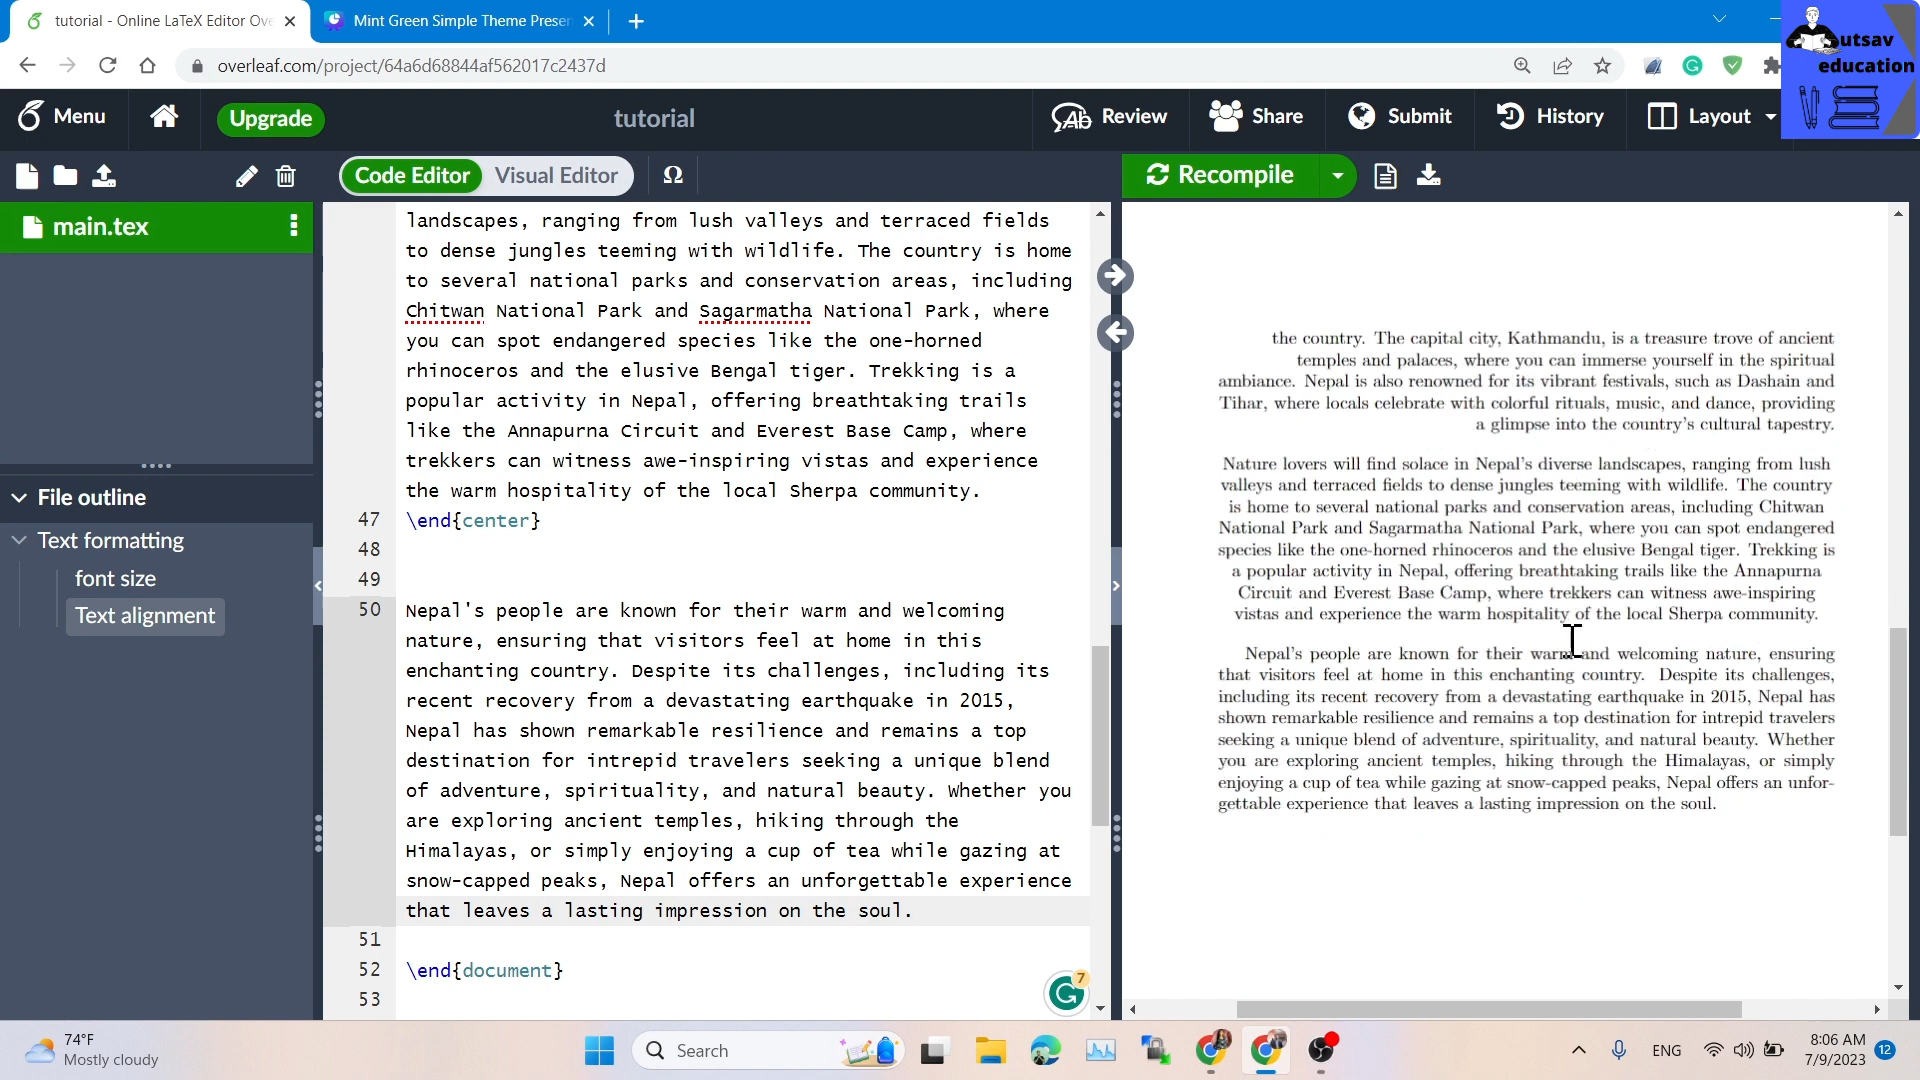 tutorial - Online LaTeX Editor Ove
Mint Green Simple Theme Presen
utsav
education
overleaf.com/project/64a6d68844af562017c2437d
Menu
Upgrade
tutorial
Review
Share
Submit
History
Layout
Code Editor
Visual Editor
Ω
Recompile
main.tex
File outline
Text formatting
font size
Text alignment
landscapes, ranging from lush valleys and terraced fields
to dense jungles teeming with wildlife. The country is home
to several national parks and conservation areas, including
Chitwan National Park and Sagarmatha National Park, where
you can spot endangered species like the one-horned
rhinoceros and the elusive Bengal tiger. Trekking is a
popular activity in Nepal, offering breathtaking trails
like the Annapurna Circuit and Everest Base Camp, where
trekkers can witness awe-inspiring vistas and experience
the warm hospitality of the local Sherpa community.
47 \end{center}
48
49
50 Nepal's people are known for their warm and welcoming
nature, ensuring that visitors feel at home in this
enchanting country. Despite its challenges, including its
recent recovery from a devastating earthquake in 2015,
Nepal has shown remarkable resilience and remains a top
destination for intrepid travelers seeking a unique blend
of adventure, spirituality, and natural beauty. Whether you
are exploring ancient temples, hiking through the
Himalayas, or simply enjoying a cup of tea while gazing at
snow-capped peaks, Nepal offers an unforgettable experience
that leaves a lasting impression on the soul.
51
52 \end{document}
53
7
the country. The capital city, Kathmandu, is a treasure trove of ancient
temples and palaces, where you can immerse yourself in the spiritual
ambiance. Nepal is also renowned for its vibrant festivals, such as Dashain and
Tihar, where locals celebrate with colorful rituals, music, and dance, providing
a glimpse into the country's cultural tapestry.
Nature lovers will find solace in Nepal's diverse landscapes, ranging from lush
valleys and terraced fields to dense jungles teeming with wildlife. The country
is home to several national parks and conservation areas, including Chitwan
National Park and Sagarmatha National Park, where you can spot endangered
species like the one-horned rhinoceros and the elusive Bengal tiger. Trekking is
a popular activity in Nepal, offering breathtaking trails like the Annapurna
Circuit and Everest Base Camp, where trekkers can witness awe-inspiring
vistas and experience the warm hospitality of the local Sherpa community.
Nepal's people are known for their warm and welcoming nature, ensuring
that visitors feel at home in this enchanting country. Despite its challenges,
including its recent recovery from a devastating earthquake in 2015, Nepal has
shown remarkable resilience and remains a top destination for intrepid travelers
seeking a unique blend of adventure, spirituality, and natural beauty. Whether
you are exploring ancient temples, hiking through the Himalayas, or simply
enjoying a cup of tea while gazing at snow-capped peaks, Nepal offers an unfor-
gettable experience that leaves a lasting impression on the soul.
74°F
Mostly cloudy
Search
ENG
8:06 AM
7/9/2023
12